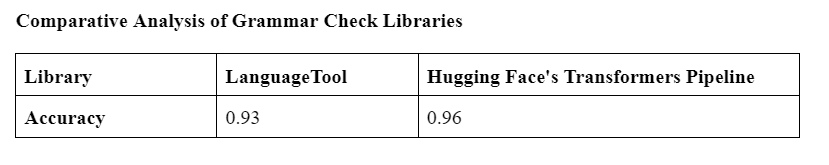 Comparative Analysis of Grammar Check Libraries
Library LanguageTool Hugging Face's Transformers Pipeline
Accuracy 0.93 0.96